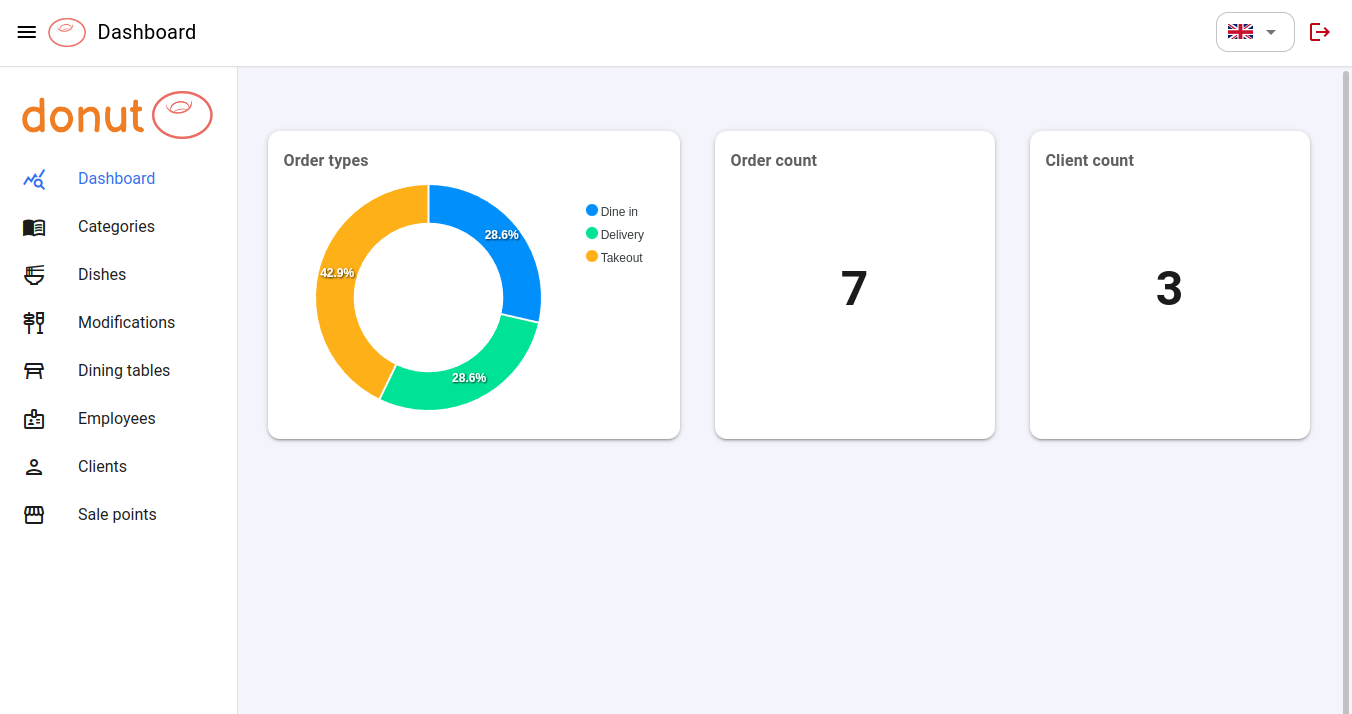 Dashboard
donut
Dashboard
Categories
Dishes
Modifications
Dining tables
Employees
Clients
Sale points
Order types
28.6%
42.9%
28.6%
Dine in
Delivery
Takeout
Order count
7
Client count
3